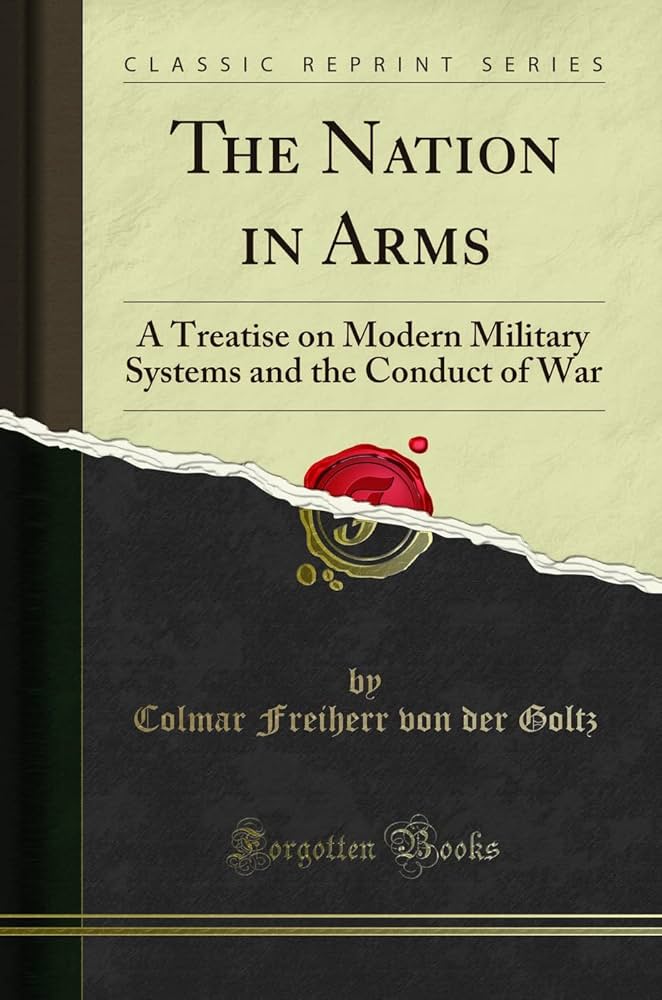 CLASSIC REPRINT SERIES
THE NATION
IN ARMS
A Treatise on Modern Military
Systems and the Conduct of War
F
by
Colmar Freiherr von der Goltz
Forgotten Books